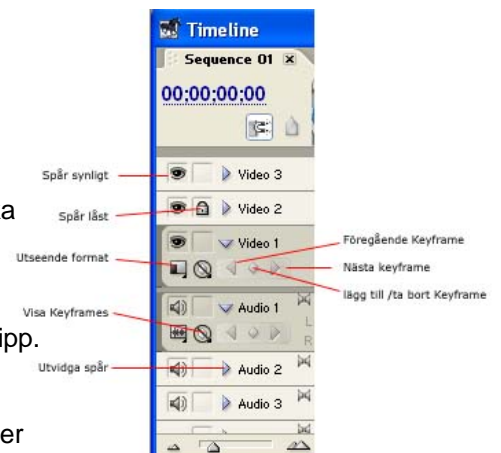 Timeline
Sequence 01
00;00;00;00
Spår synligt
Video 3
ta
Spår låst
Video 2
Utseende format
Video 1
Föregående Keyframe
Nästa keyframe
lägg till /ta bort Keyframe
Visa Keyframes
Audio 1
L
R
ipp.
Utvidga spår
Audio 2
Audio 3
er